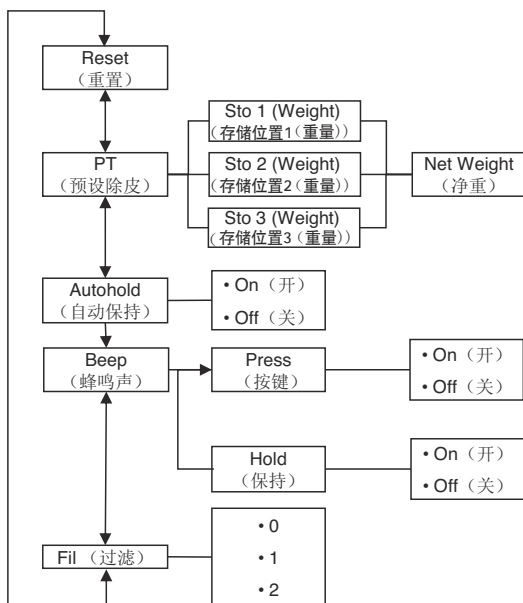 Reset
（重置）
PT
（预设除皮）
Sto 1 (Weight)
（存储位置1（重量））
Sto 2 (Weight)
（存储位置2（重量））
Sto 3 (Weight)
（存储位置3（重量））
Net Weight
（净重）
Autohold
（自动保持）
• On（开）
• Off（关）
Beep
（蜂鸣声）
Press
（按键）
• On（开）
• Off（关）
Hold
（保持）
• On（开）
• Off（关）
Fil（过滤）
• 0
• 1
• 2